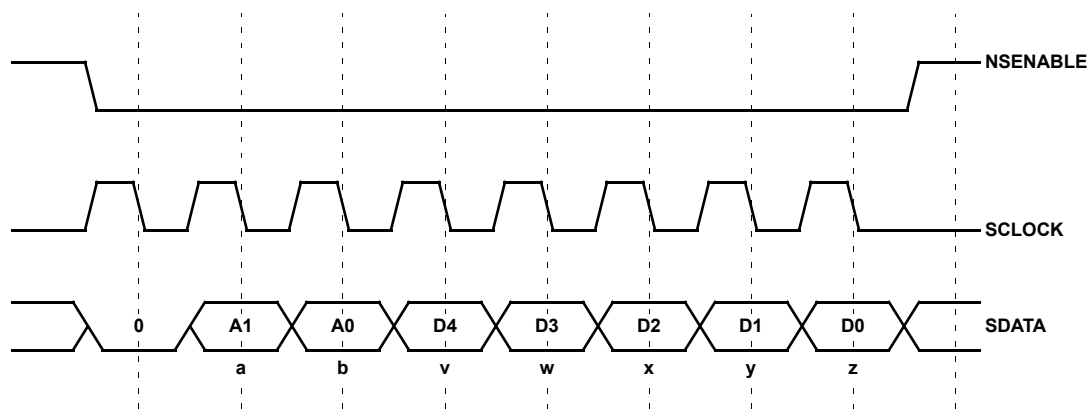 NSENABLE
SCLOCK
0 A1 A0 D4 D3 D2 D1 D0 SDATA
a b v w x y z